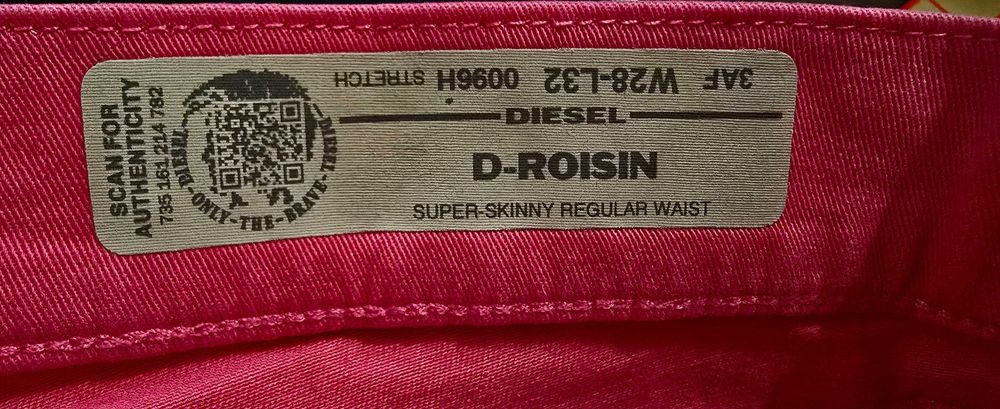 SCAN FOR
AUTHENTICITY
735 161 214 782
DIESEL
ONLY-THE-BRAVE
3AF W28-L32 0096H STRETCH
DIESEL
D-ROISIN
SUPER-SKINNY REGULAR WAIST